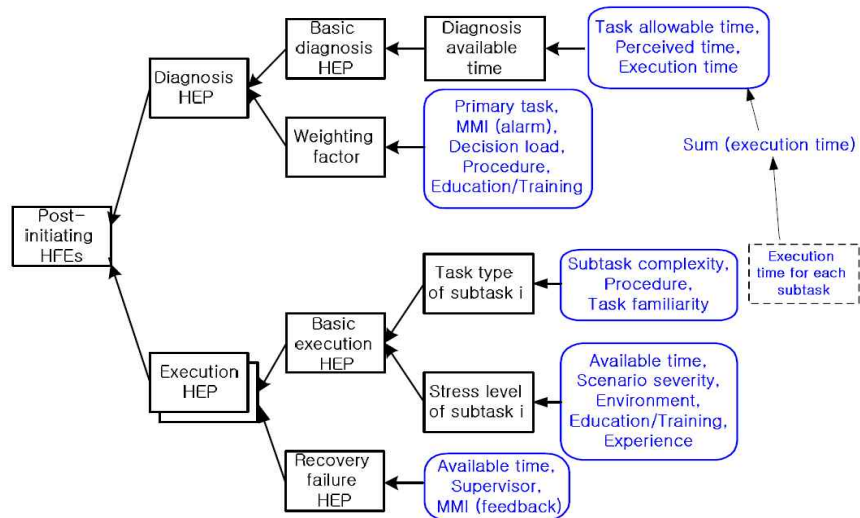 Basic
diagnosis
HEP
Diagnosis
available
time
Task allowable time,
Perceived time,
Execution time
Diagnosis
HEP
Weighting
factor
Primary task,
MMI (alarm),
Decision load,
Procedure,
Education/Training
Sum (execution time)
Post-
initiating
HFEs
Execution
time for each
subtask
Task type
of subtask i
Subtask complexity,
Procedure,
Task familiarity
Basic
execution
HEP
Execution
HEP
Stress level
of subtask i
Available time,
Scenario severity,
Environment,
Education/Training,
Experience
Recovery
failure
HEP
Available time,
Supervisor,
MMI (feedback)